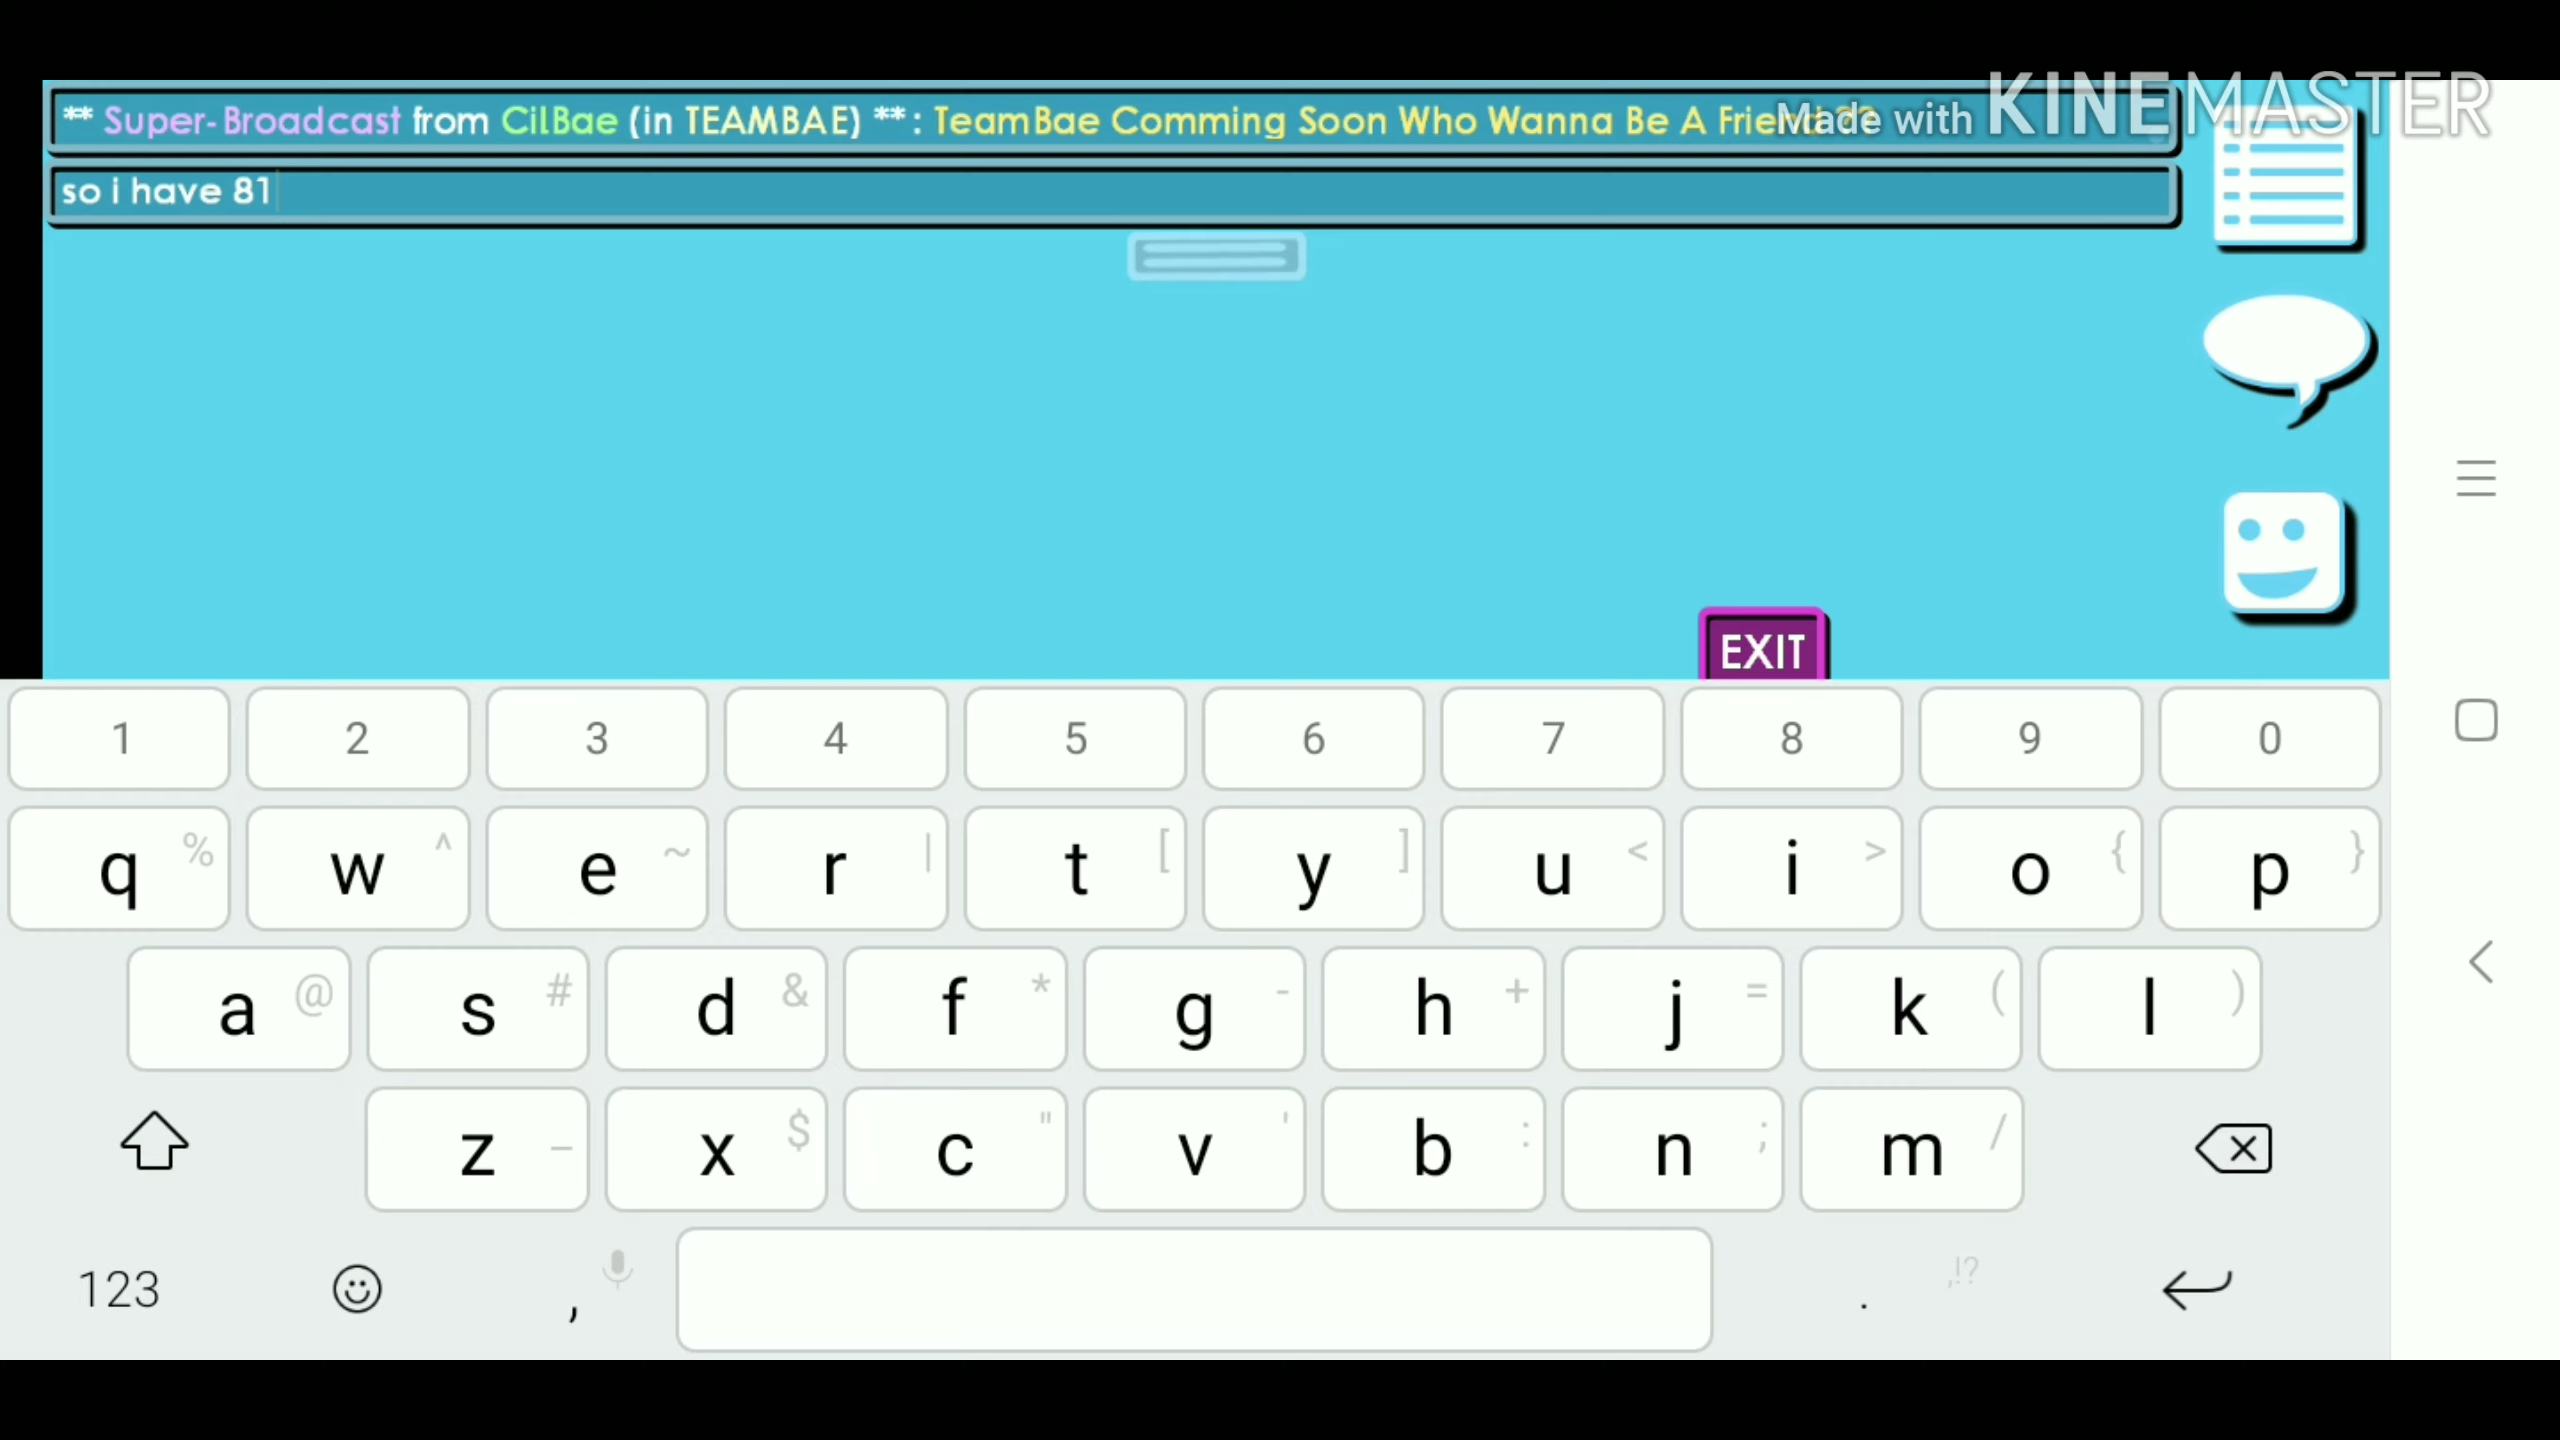 ** Super-Broadcast from CilBae (in TEAMBAE) **: TeamBae Comming Soon Who Wanna Be A Friend ??
Made with KINEMASTER
so i have 81
EXIT
1 2 3 4 5 6 7 8 9 0
q % w ^ e ~ r | t [ y ] u < i > o { p }
a @ s # d & f * g - h + j = k ( l )
z _ x $ c " v ' b : n ; m /
123 , . ,!?